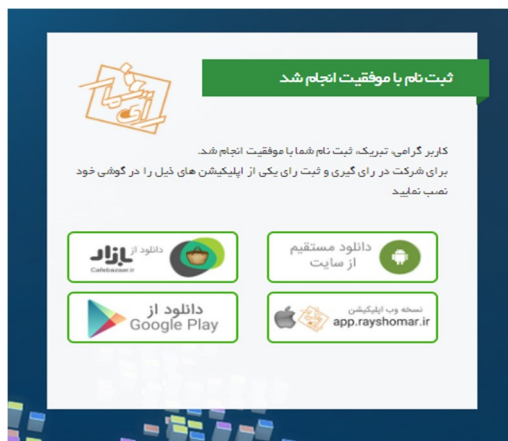 ثبت نام با موفقیت انجام شد
رای شمار
کاربر گرامی، تبریک، ثبت نام شما با موفقیت انجام شد.
برای شرکت در رای گیری و ثبت رای یکی از اپلیکیشن های ذیل را در گوشی خود
نصب نمایید
دانلود مستقیم
از سایت
دانلود از
بازار
Cafebazaar.ir
نسخه وب اپلیکیشن
app.rayshomar.ir
دانلود از
Google Play